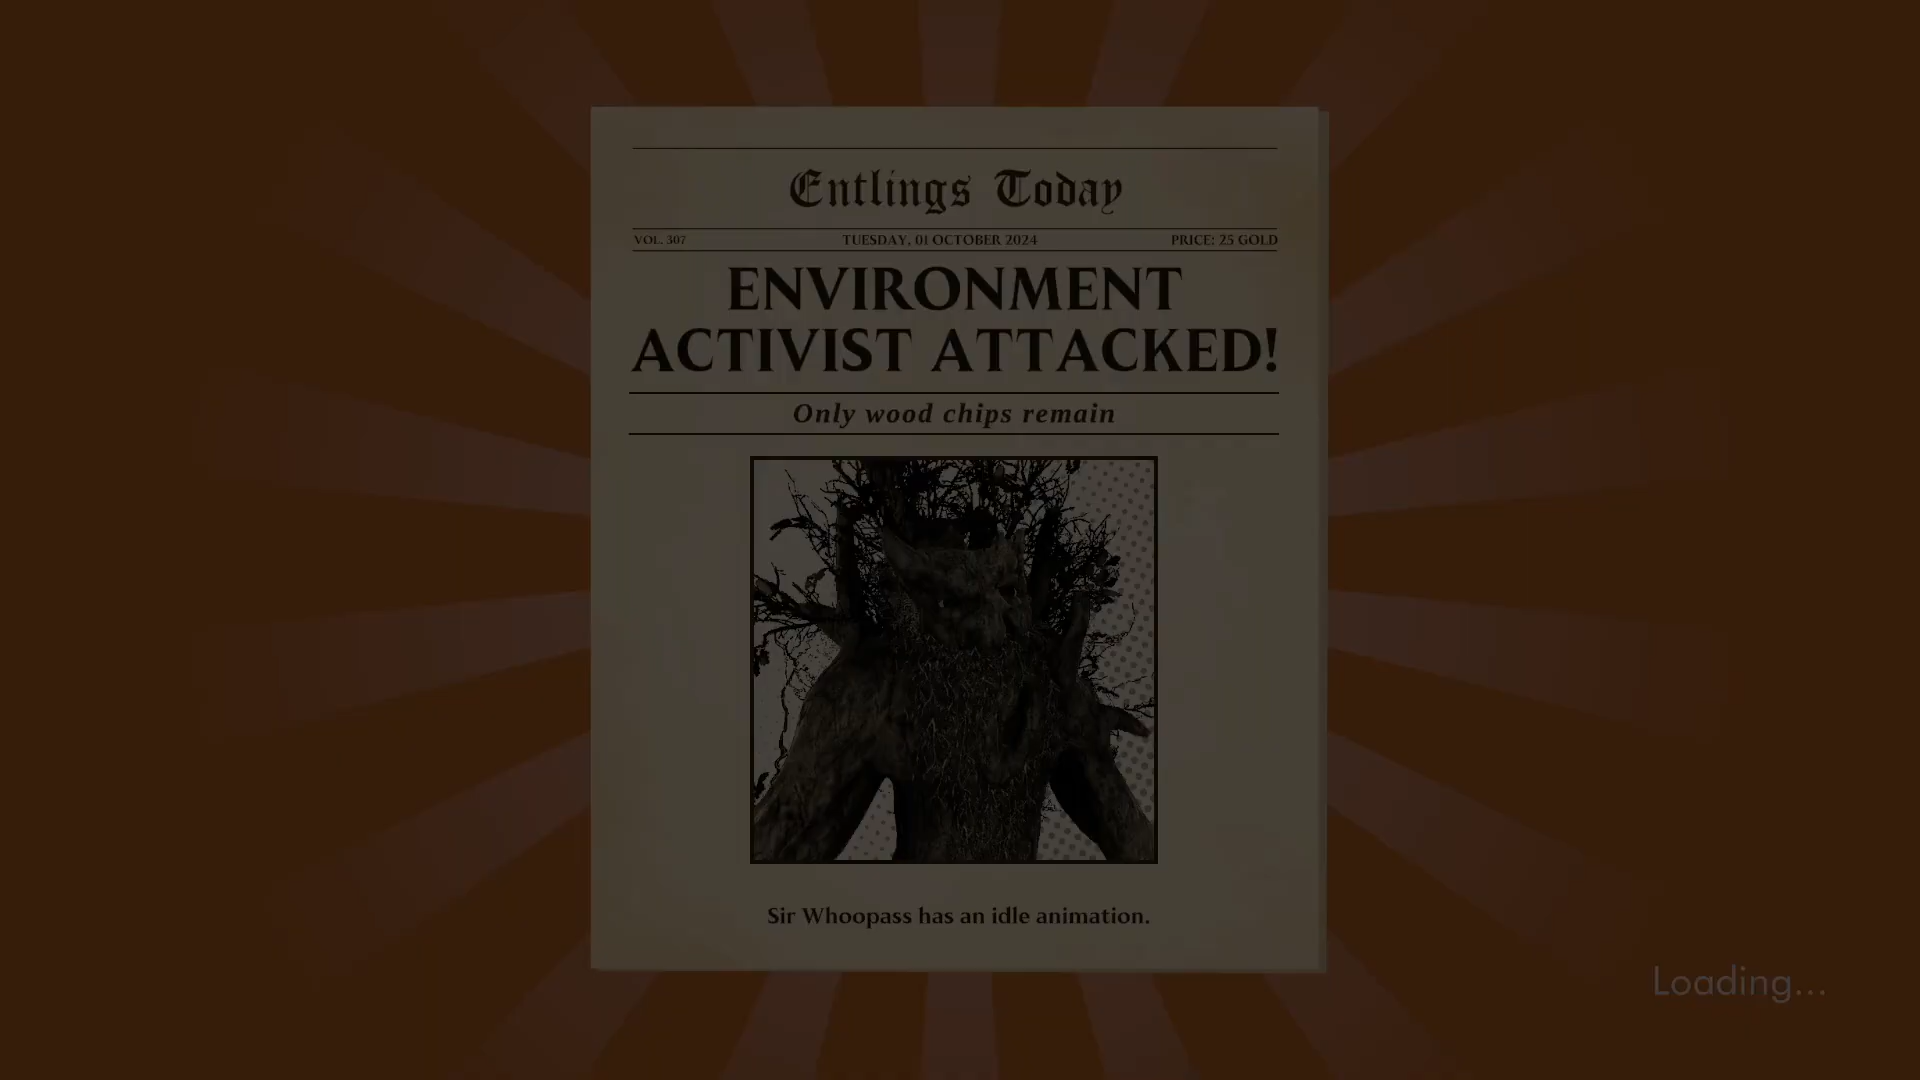 Entlings Today
VOL. 307 TUESDAY, 01 OCTOBER 2024 PRICE: 25 GOLD
ENVIRONMENT
ACTIVIST ATTACKED!
Only wood chips remain
Sir Whoopass has an idle animation.
Loading...